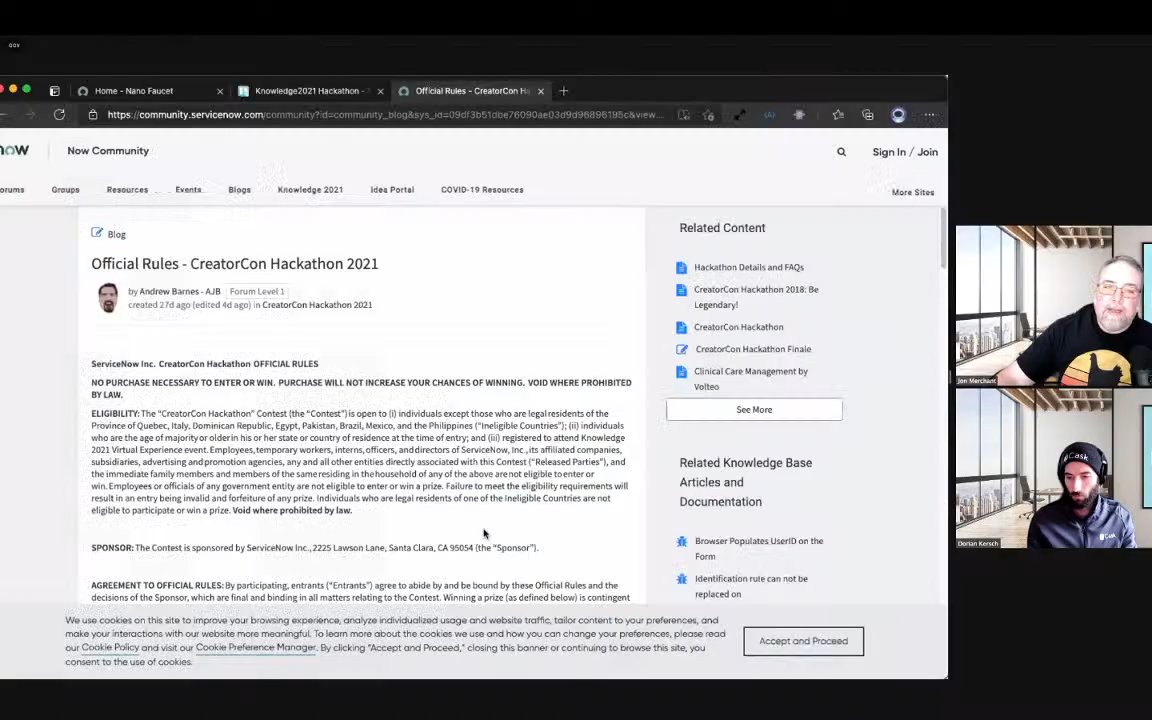 Home - Nano Faucet
Knowledge2021 Hackathon -
Official Rules - CreatorCon Ha
https://community.servicenow.com/community?id=community_blog&sys_id=09df3b51dbe76090ae03d9d96896195c&view...
now
Now Community
Sign In / Join
orums
Groups
Resources
Events
Blogs
Knowledge 2021
Idea Portal
COVID-19 Resources
More Sites
Blog
Official Rules - CreatorCon Hackathon 2021
by Andrew Barnes - AJB Forum Level 1
created 27d ago (edited 4d ago) in CreatorCon Hackathon 2021
ServiceNow Inc. CreatorCon Hackathon OFFICIAL RULES
NO PURCHASE NECESSARY TO ENTER OR WIN. PURCHASE WILL NOT INCREASE YOUR CHANCES OF WINNING. VOID WHERE PROHIBITED
BY LAW.
ELIGIBILITY: The "CreatorCon Hackathon" Contest (the "Contest") is open to (i) individuals except those who are legal residents of the
Province of Quebec, Italy, Dominican Republic, Egypt, Pakistan, Brazil, Mexico, and the Philippines ("Ineligible Countries"); (ii) individuals
who are the age of majority or older in his or her state or country of residence at the time of entry; and (iii) registered to attend Knowledge
2021 Virtual Experience event. Employees, temporary workers, interns, officers, and directors of ServiceNow, Inc., its affiliated companies,
subsidiaries, advertising and promotion agencies, any and all other entities directly associated with this Contest ("Released Parties"), and
the immediate family members and members of the same residing in the household of any of the above are not eligible to enter or
win. Employees or officials of any government entity are not eligible to enter or win a prize. Failure to meet the eligibility requirements will
result in an entry being invalid and forfeiture of any prize. Individuals who are legal residents of one of the Ineligible Countries are not
eligible to participate or win a prize. Void where prohibited by law.
SPONSOR: The Contest is sponsored by ServiceNow Inc., 2225 Lawson Lane, Santa Clara, CA 95054 (the "Sponsor").
AGREEMENT TO OFFICIAL RULES: By participating, entrants ("Entrants") agree to abide by and be bound by these Official Rules and the
decisions of the Sponsor, which are final and binding in all matters relating to the Contest. Winning a prize (as defined below) is contingent
Related Content
Hackathon Details and FAQs
CreatorCon Hackathon 2018: Be
Legendary!
CreatorCon Hackathon
CreatorCon Hackathon Finale
Clinical Care Management by
Volteo
See More
Related Knowledge Base
Articles and
Documentation
Browser Populates UserID on the
Form
Identification rule can not be
replaced on
We use cookies on this site to improve your browsing experience, analyze individualized usage and website traffic, tailor content to your preferences, and
make your interactions with our website more meaningful. To learn more about the cookies we use and how you can change your preferences, please read
our Cookie Policy and visit our Cookie Preference Manager. By clicking "Accept and Proceed," closing this banner or continuing to browse this site, you
consent to the use of cookies.
Accept and Proceed
Jon Merchant
Cask
Cask
Dorian Kersch